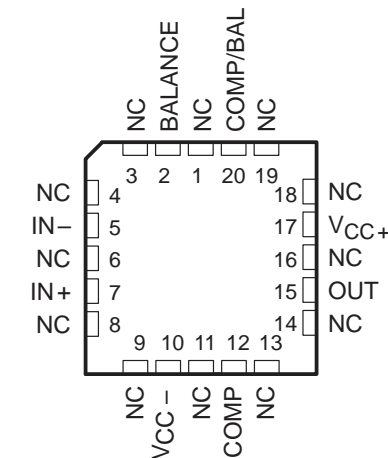 NC
BALANCE
NC
COMP/BAL
NC
3 2 1 20 19
NC 4
IN− 5
NC 6
IN+ 7
NC 8
18 NC
17 VCC+
16 NC
15 OUT
14 NC
9 10 11 12 13
NC
VCC −
NC
COMP
NC